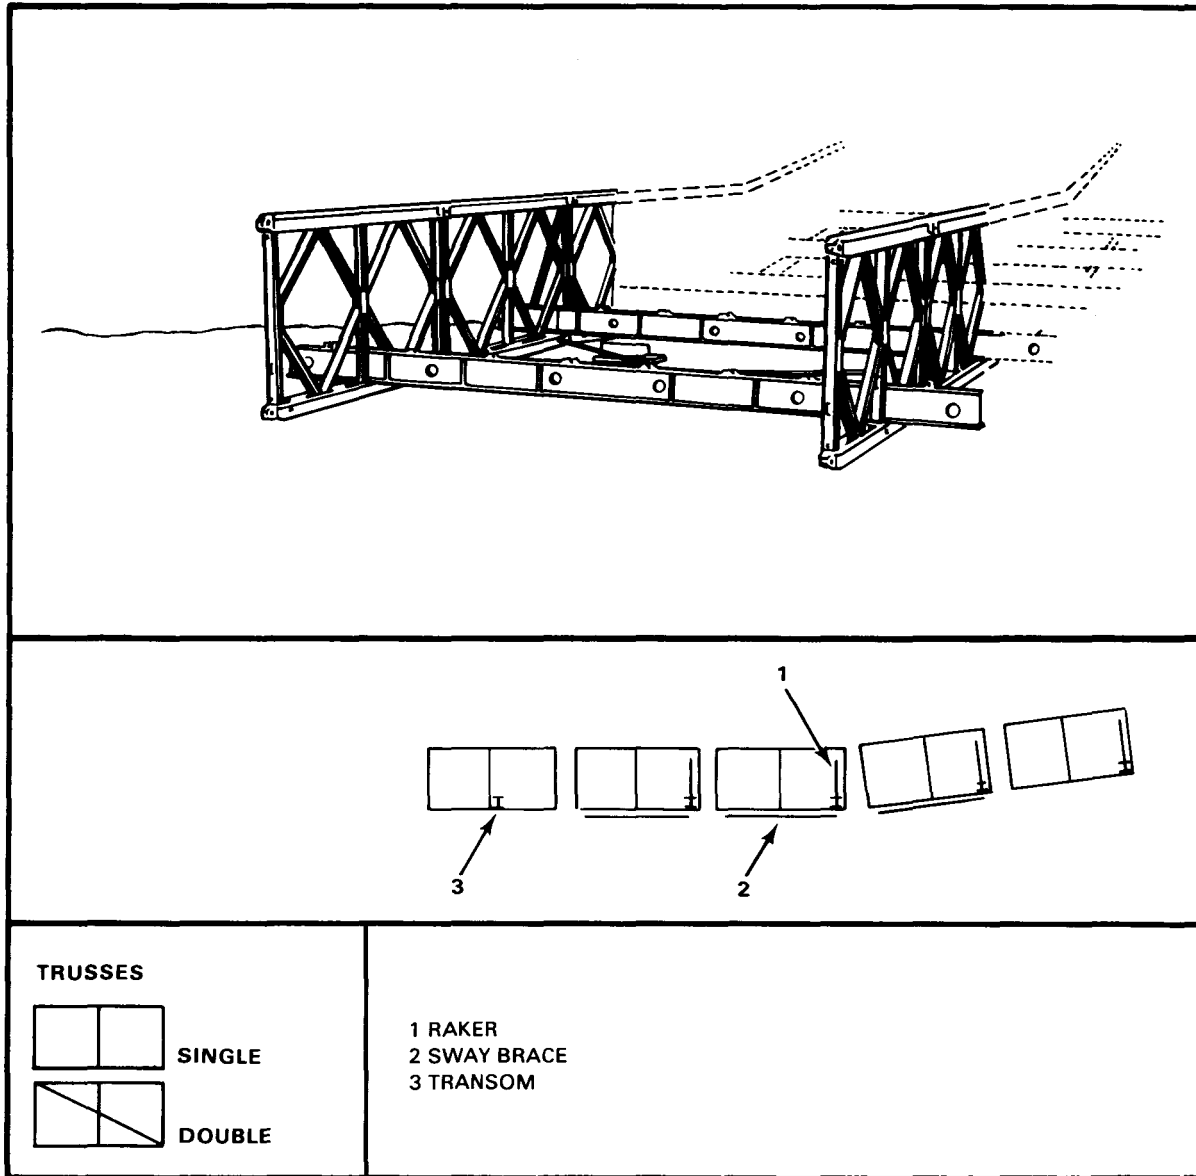 1
3
2
TRUSSES
SINGLE
DOUBLE
1 RAKER
2 SWAY BRACE
3 TRANSOM